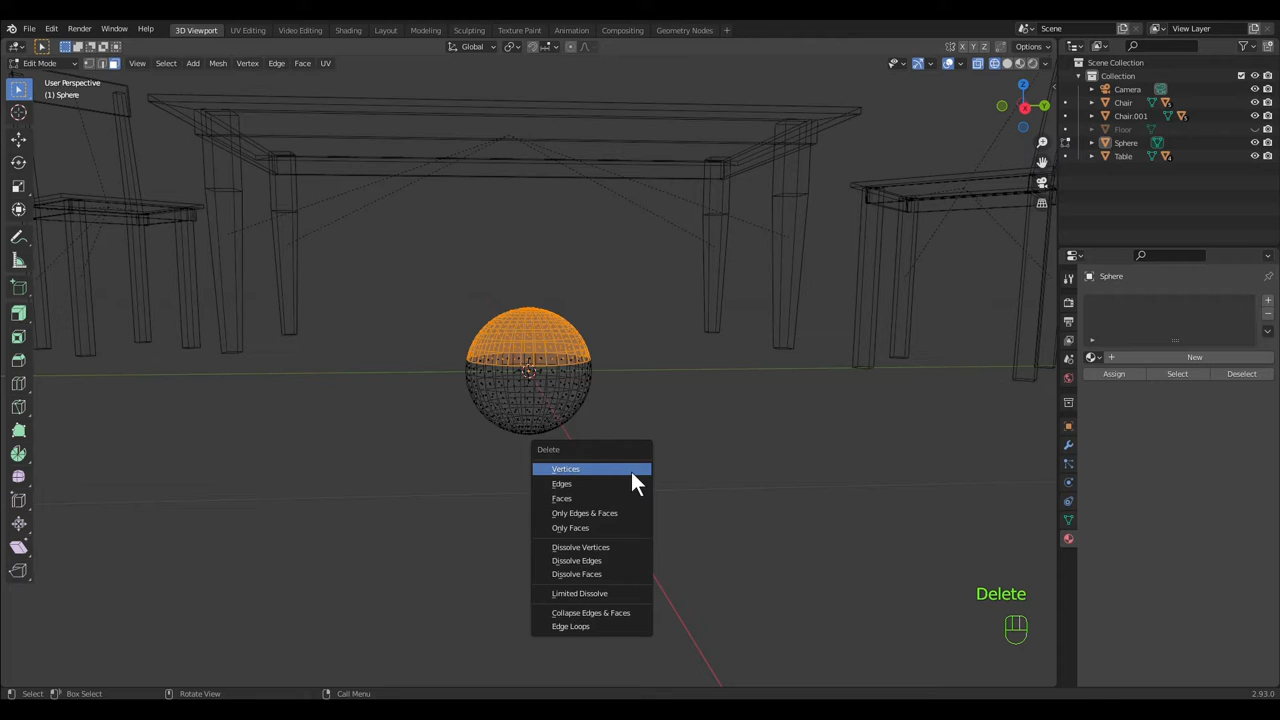 File Edit Render Window Help 3D Viewport UV Editing Video Editing Shading Layout Modeling Sculpting Texture Paint Animation Compositing Geometry Nodes + Scene View Layer
Global X Y Z Options
Edit Mode View Select Add Mesh Vertex Edge Face UV
User Perspective
(1) Sphere
Z
Y
X
Scene Collection
Collection
Camera
Chair
Chair.001
Floor
Sphere
Table
Sphere
New
Assign Select Deselect
Delete
Vertices
Edges
Faces
Only Edges & Faces
Only Faces
Dissolve Vertices
Dissolve Edges
Dissolve Faces
Limited Dissolve
Collapse Edges & Faces
Edge Loops
Delete
Select Box Select Rotate View Call Menu 2.93.0